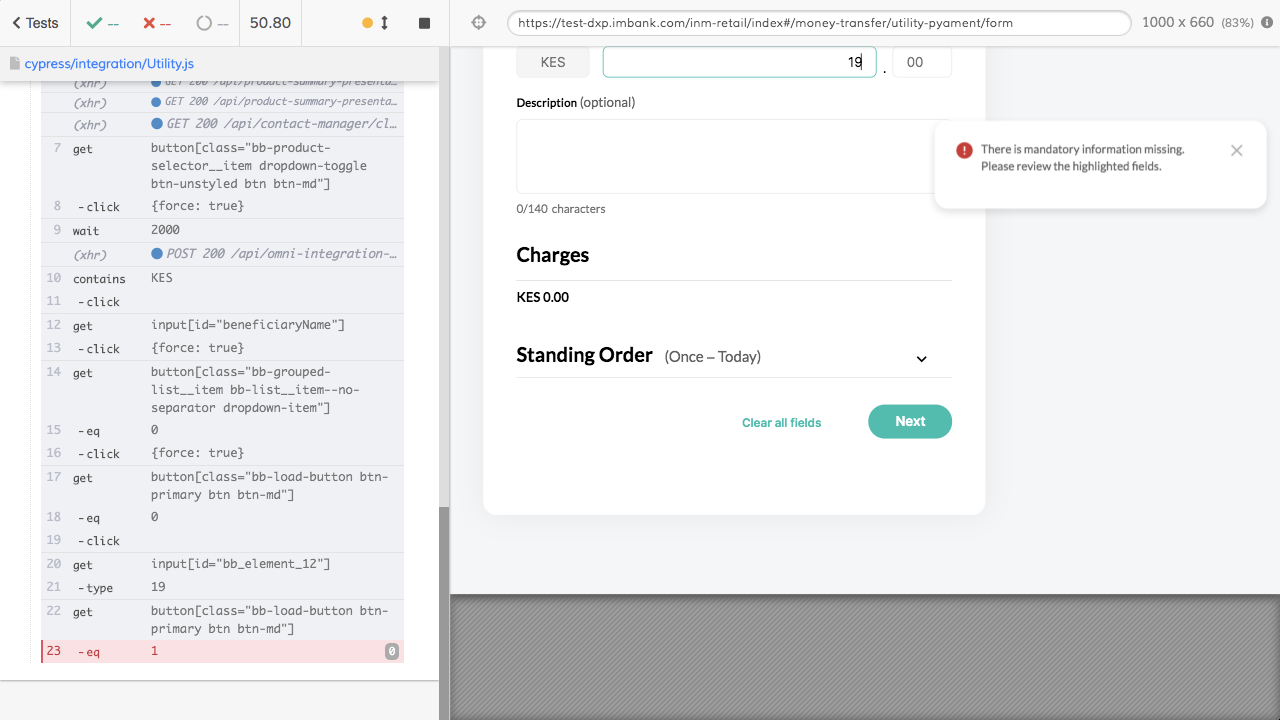 Tests
--
--
--
50.80
https://test-dxp.imbank.com/inm-retail/index#/money-transfer/utility-pyament/form
1000 x 660 (83%)
cypress/integration/Utility.js
(xhr) GET 200 /api/product-summary-presenta…
(xhr) GET 200 /api/product-summary-presenta…
(xhr) GET 200 /api/contact-manager/cl…
7 get button[class="bb-product-
selector__item dropdown-toggle
btn-unstyled btn btn-md"]
8 -click {force: true}
9 wait 2000
(xhr) POST 200 /api/omni-integration-…
10 contains KES
11 -click
12 get input[id="beneficiaryName"]
13 -click {force: true}
14 get button[class="bb-grouped-
list__item bb-list__item--no-
separator dropdown-item"]
15 -eq 0
16 -click {force: true}
17 get button[class="bb-load-button btn-
primary btn btn-md"]
18 -eq 0
19 -click
20 get input[id="bb_element_12"]
21 -type 19
22 get button[class="bb-load-button btn-
primary btn btn-md"]
23 -eq 1 0
KES 19 . 00
Description (optional)
There is mandatory information missing.
Please review the highlighted fields.
0/140 characters
Charges
KES 0.00
Standing Order (Once – Today)
Clear all fields Next